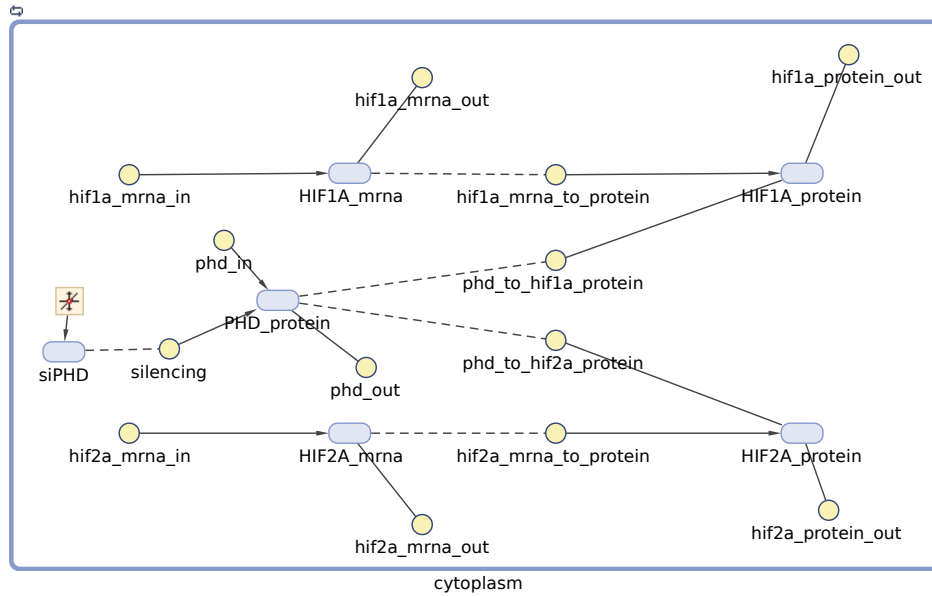 hif1a_protein_out
hif1a_mrna_out
hif1a_mrna_in
HIF1A_mrna
hif1a_mrna_to_protein
HIF1A_protein
phd_in
phd_to_hif1a_protein
PHD_protein
siPHD
silencing
phd_to_hif2a_protein
phd_out
hif2a_mrna_in
HIF2A_mrna
hif2a_mrna_to_protein
HIF2A_protein
hif2a_protein_out
hif2a_mrna_out
cytoplasm